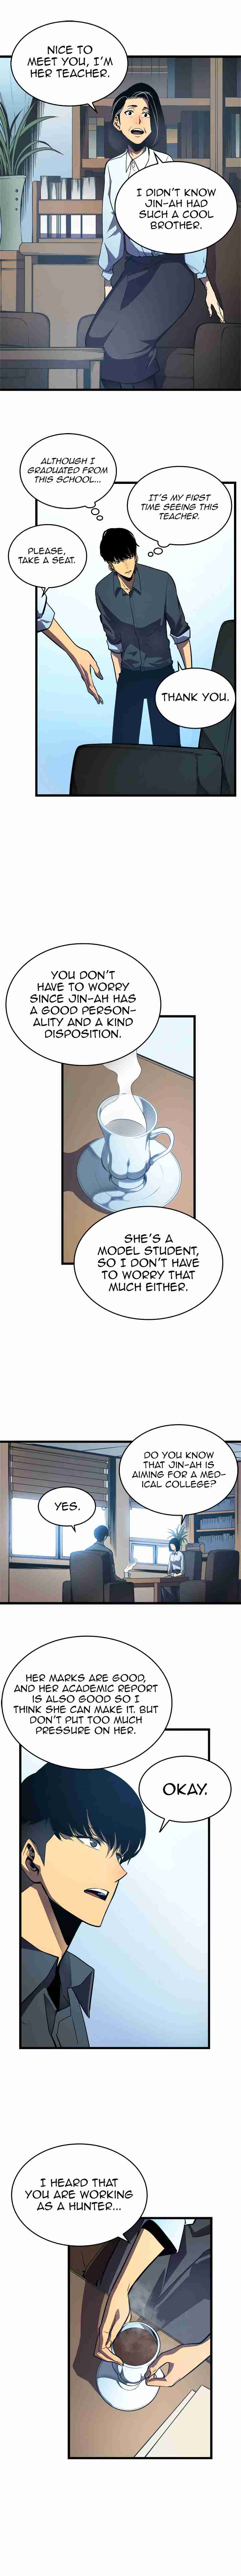 NICE TO
MEET YOU, I'M
HER TEACHER.
I DIDN'T KNOW
JIN-AH HAD
SUCH A COOL
BROTHER.
ALTHOUGH I
GRADUATED FROM
THIS SCHOOL...
IT'S MY FIRST
TIME SEEING THIS
TEACHER.
PLEASE,
TAKE A SEAT.
THANK YOU.
YOU DON'T
HAVE TO WORRY
SINCE JIN-AH HAS
A GOOD PERSON-
ALITY AND A KIND
DISPOSITION.
SHE'S A
MODEL STUDENT,
SO I DON'T HAVE
TO WORRY THAT
MUCH EITHER.
DO YOU KNOW
THAT JIN-AH IS
AIMING FOR A MED-
ICAL COLLEGE?
YES.
HER MARKS ARE GOOD,
AND HER ACADEMIC REPORT
IS ALSO GOOD SO I
THINK SHE CAN MAKE IT. BUT
DON'T PUT TOO MUCH
PRESSURE ON HER.
OKAY.
I HEARD THAT
YOU ARE WORKING
AS A HUNTER...